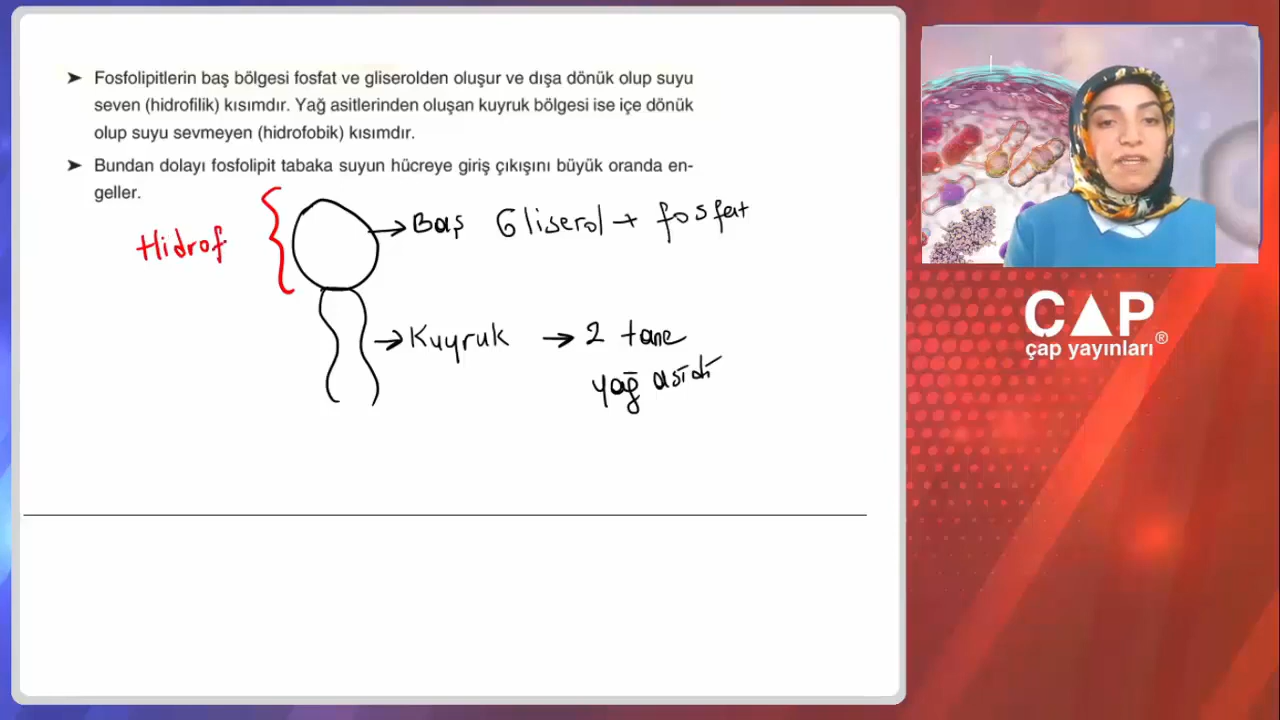 ➤ Fosfolipitlerin baş bölgesi fosfat ve gliserolden oluşur ve dışa dönük olup suyu
seven (hidrofilik) kısımdır. Yağ asitlerinden oluşan kuyruk bölgesi ise içe dönük
olup suyu sevmeyen (hidrofobik) kısımdır.
➤ Bundan dolayı fosfolipit tabaka suyun hücreye giriş çıkışını büyük oranda en-
geller.
Hidrof
→ Baş Gliserol + fosfat
→ Kuyruk → 2 tane
yağ asidi
ÇAP®
çap yayınları